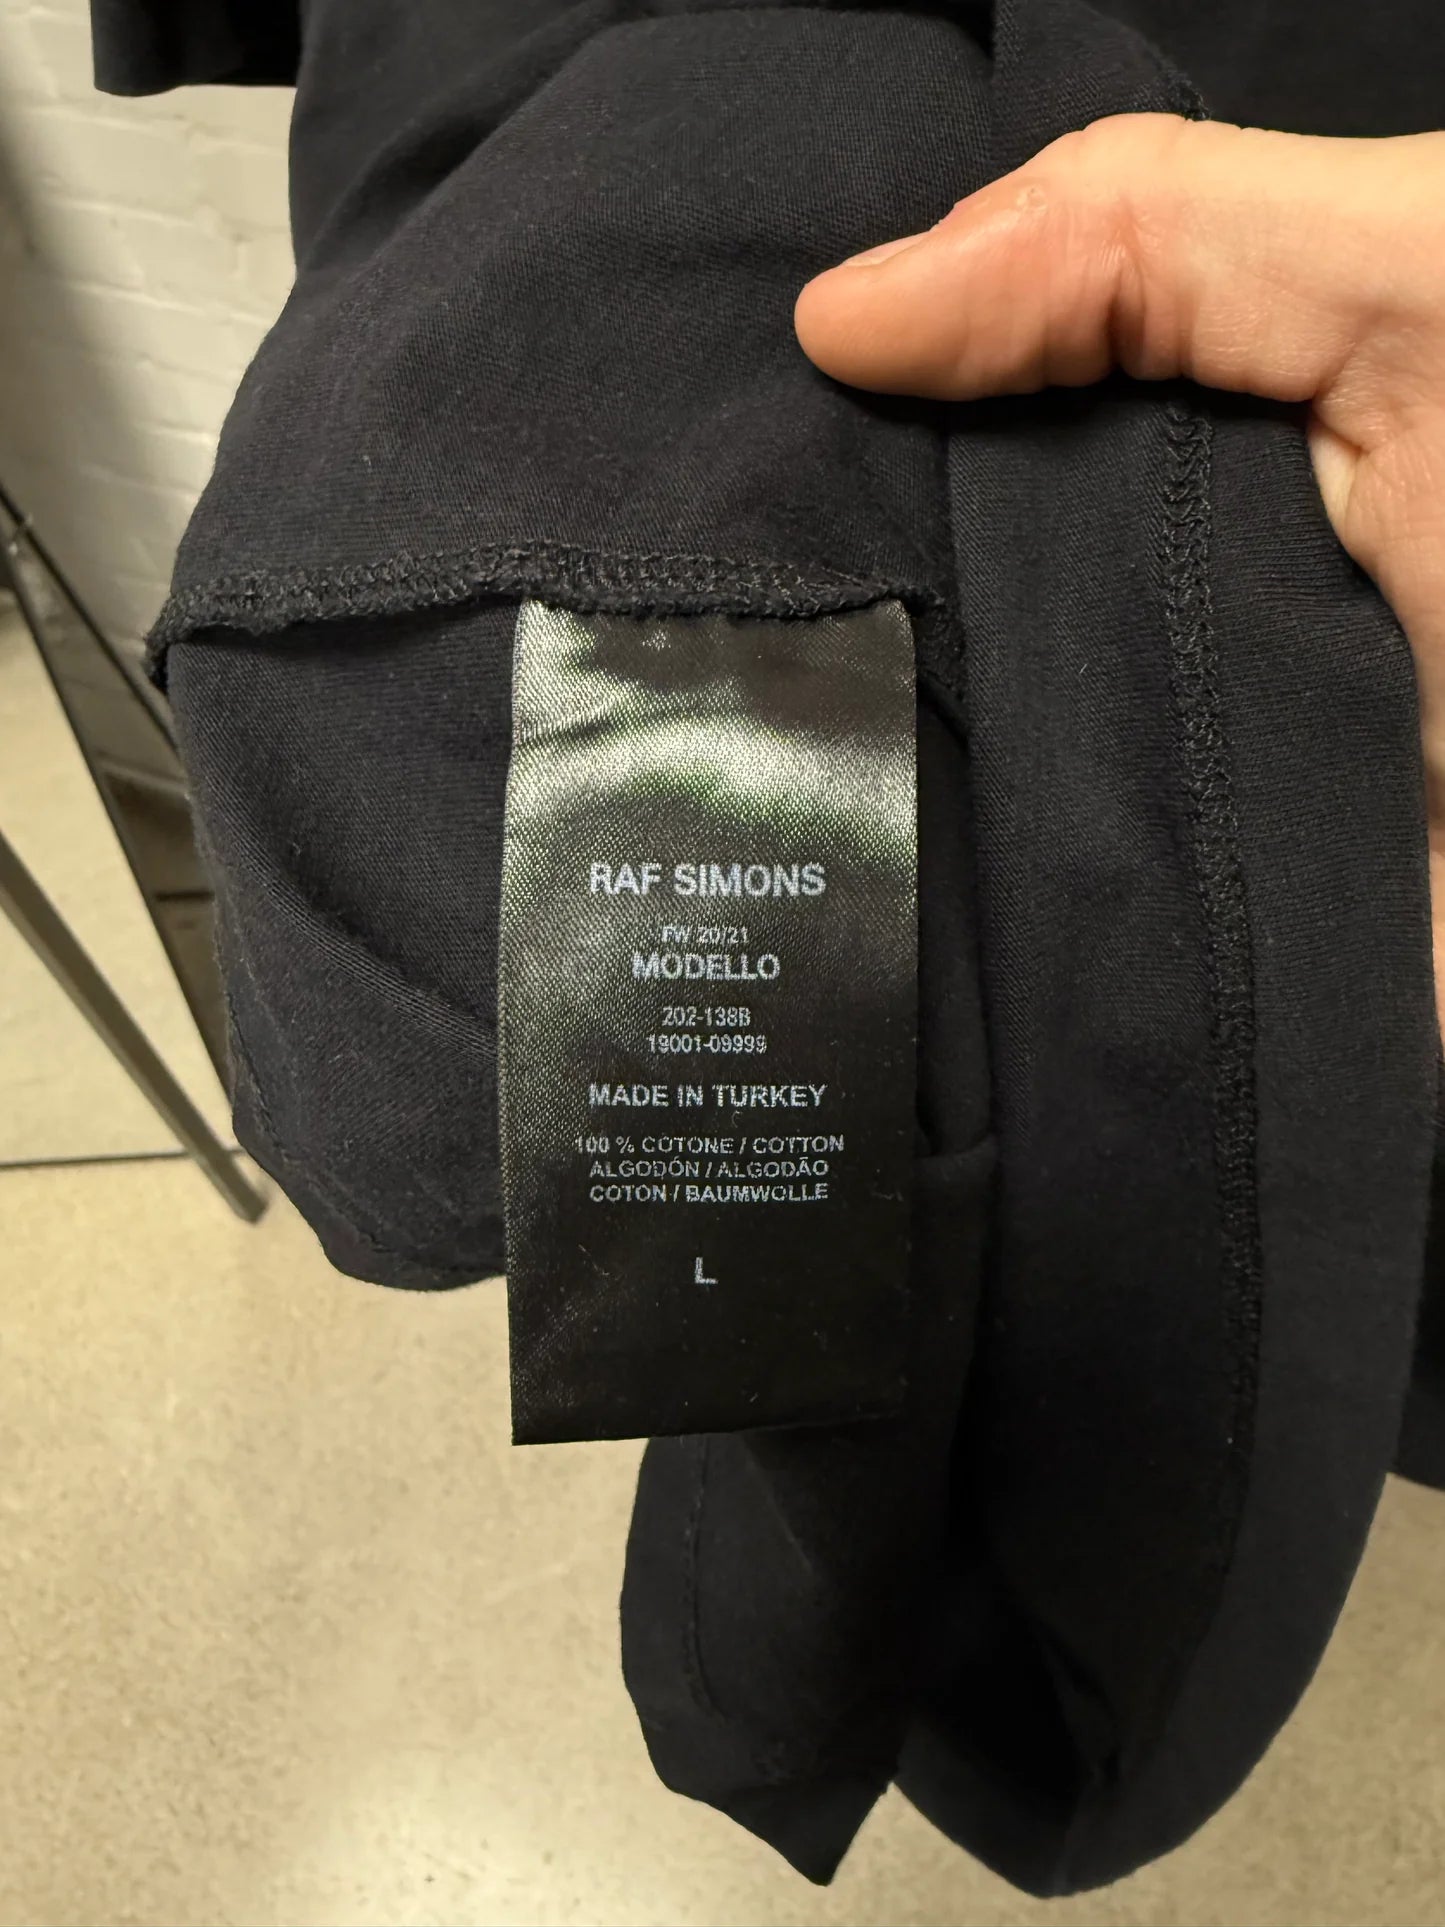 RAF SIMONS
FW 20/21
MODELLO
202-138B
19001-09999
MADE IN TURKEY
100 % COTONE / COTTON
ALGODÓN / ALGODÃO
COTON / BAUMWOLLE
L